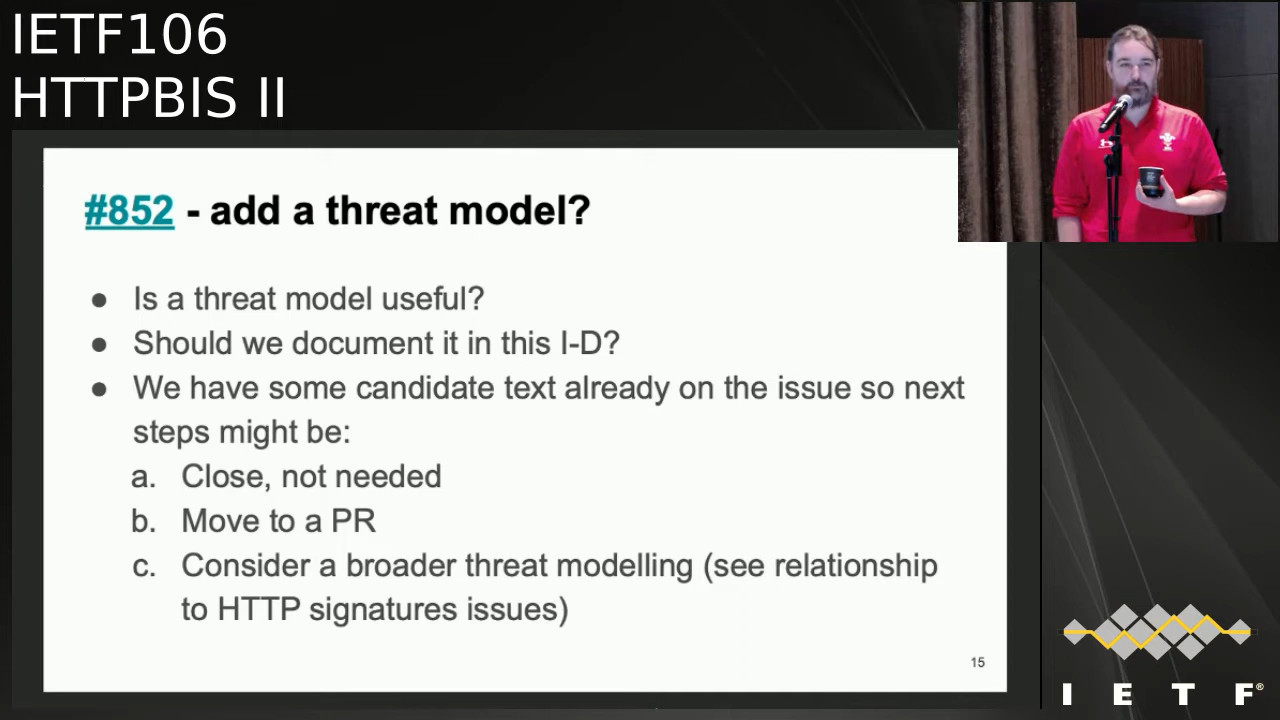 IETF106
HTTPBIS II
#852 - add a threat model?
● Is a threat model useful?
● Should we document it in this I-D?
● We have some candidate text already on the issue so next
steps might be:
a. Close, not needed
b. Move to a PR
c. Consider a broader threat modelling (see relationship
to HTTP signatures issues)
15
I E T F®